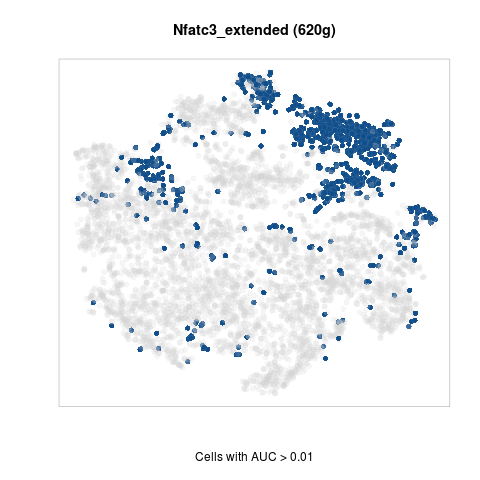 Nfatc3_extended (620g)
Cells with AUC > 0.01